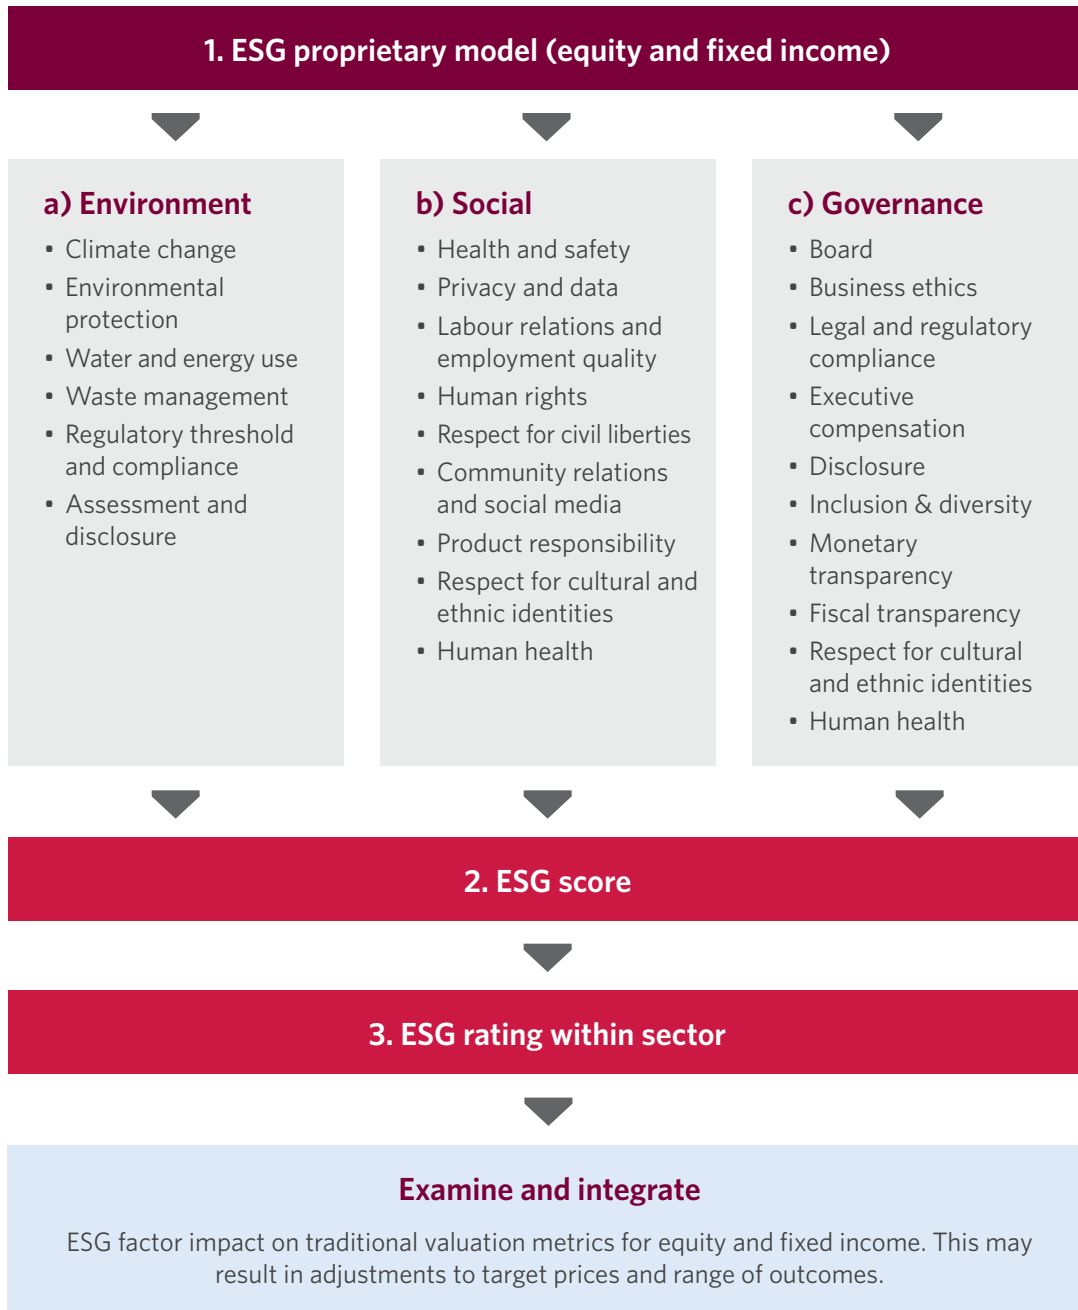 1. ESG proprietary model (equity and fixed income)
a) Environment
▪ Climate change
▪ Environmental
protection
▪ Water and energy use
▪ Waste management
▪ Regulatory threshold
and compliance
▪ Assessment and
disclosure
b) Social
▪ Health and safety
▪ Privacy and data
▪ Labour relations and
employment quality
▪ Human rights
▪ Respect for civil liberties
▪ Community relations
and social media
▪ Product responsibility
▪ Respect for cultural and
ethnic identities
▪ Human health
c) Governance
▪ Board
▪ Business ethics
▪ Legal and regulatory
compliance
▪ Executive
compensation
▪ Disclosure
▪ Inclusion & diversity
▪ Monetary
transparency
▪ Fiscal transparency
▪ Respect for cultural
and ethnic identities
▪ Human health
2. ESG score
3. ESG rating within sector
Examine and integrate
ESG factor impact on traditional valuation metrics for equity and fixed income. This may
result in adjustments to target prices and range of outcomes.